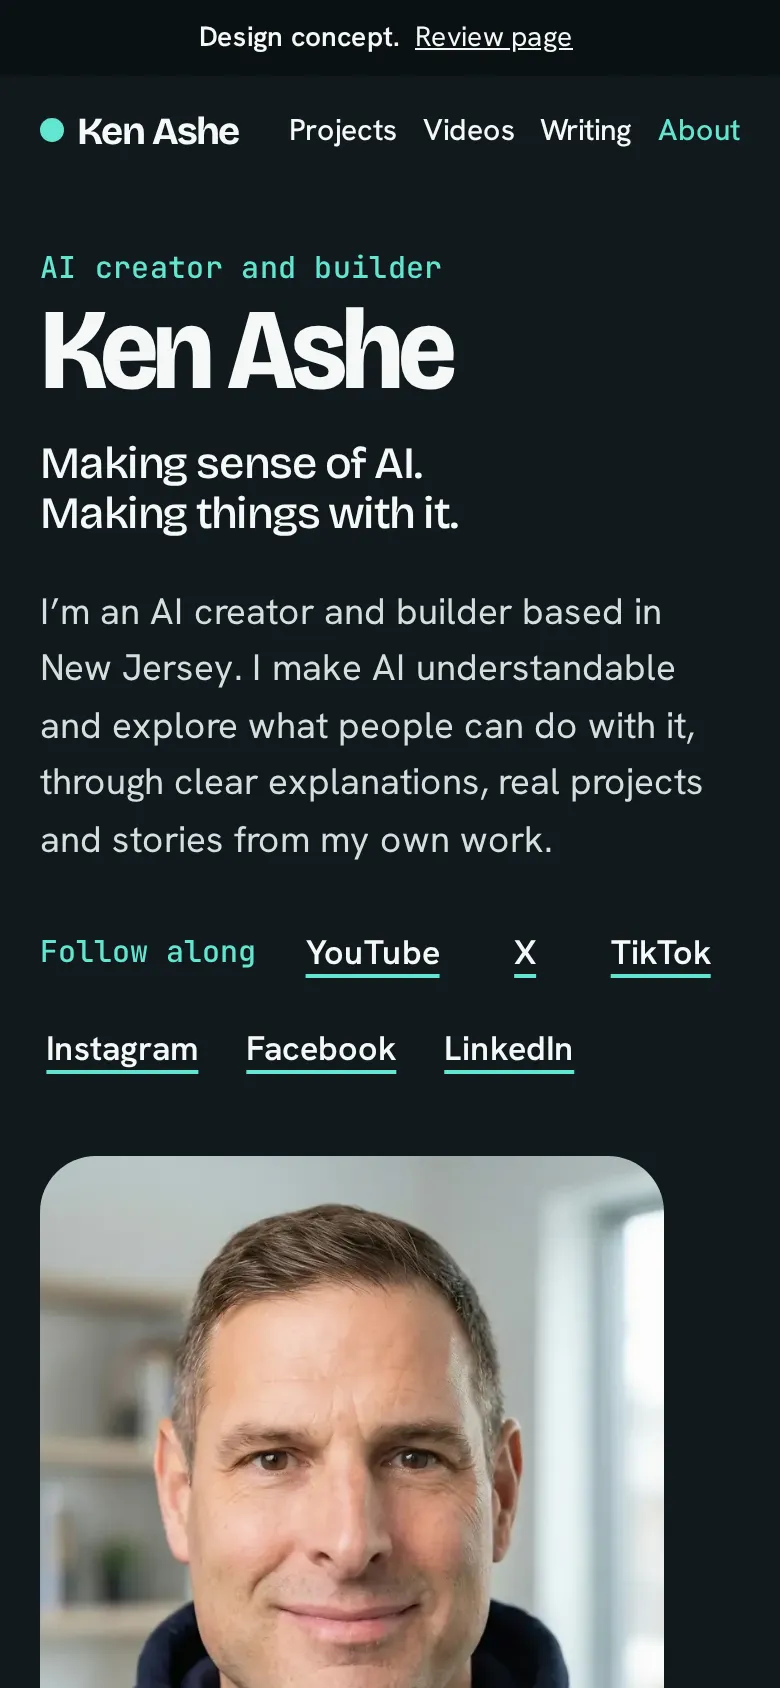 Design concept. Review page
Ken Ashe Projects Videos Writing About
AI creator and builder
Ken Ashe
Making sense of AI.
Making things with it.
I’m an AI creator and builder based in
New Jersey. I make AI understandable
and explore what people can do with it,
through clear explanations, real projects
and stories from my own work.
Follow along YouTube X TikTok
Instagram Facebook LinkedIn